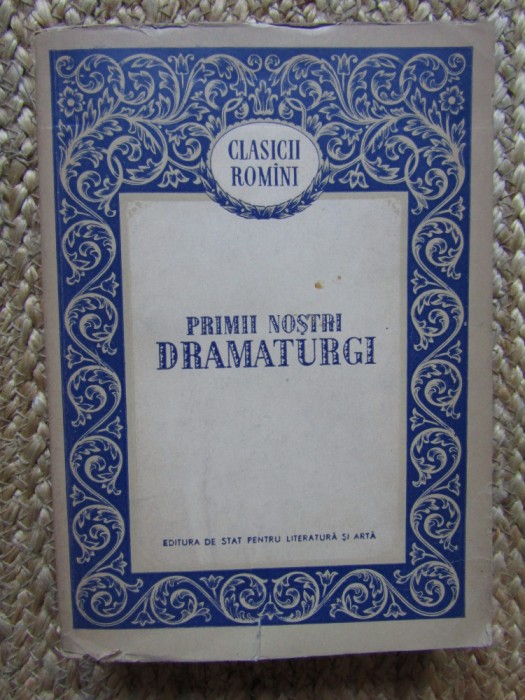 CLASICII
ROMÎNI
PRIMII NOȘTRI
DRAMATURGI
EDITURA DE STAT PENTRU LITERATURĂ ȘI ARTĂ